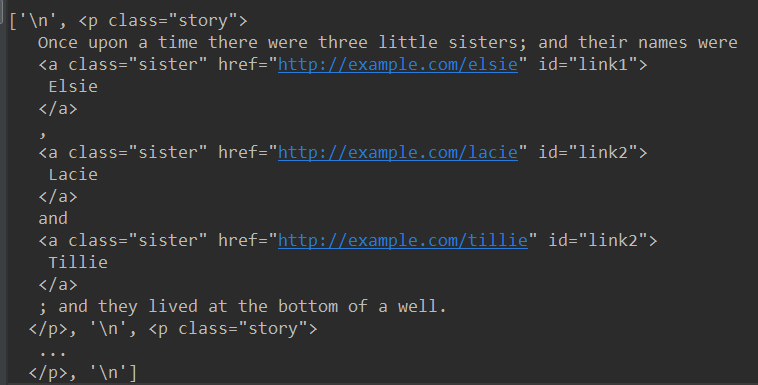 ['\n', <p class="story">
   Once upon a time there were three little sisters; and their names were
   <a class="sister" href="http://example.com/elsie" id="link1">
    Elsie
   </a>
   ,
   <a class="sister" href="http://example.com/lacie" id="link2">
    Lacie
   </a>
   and
   <a class="sister" href="http://example.com/tillie" id="link2">
    Tillie
   </a>
   ; and they lived at the bottom of a well.
  </p>, '\n', <p class="story">
   ...
  </p>, '\n']